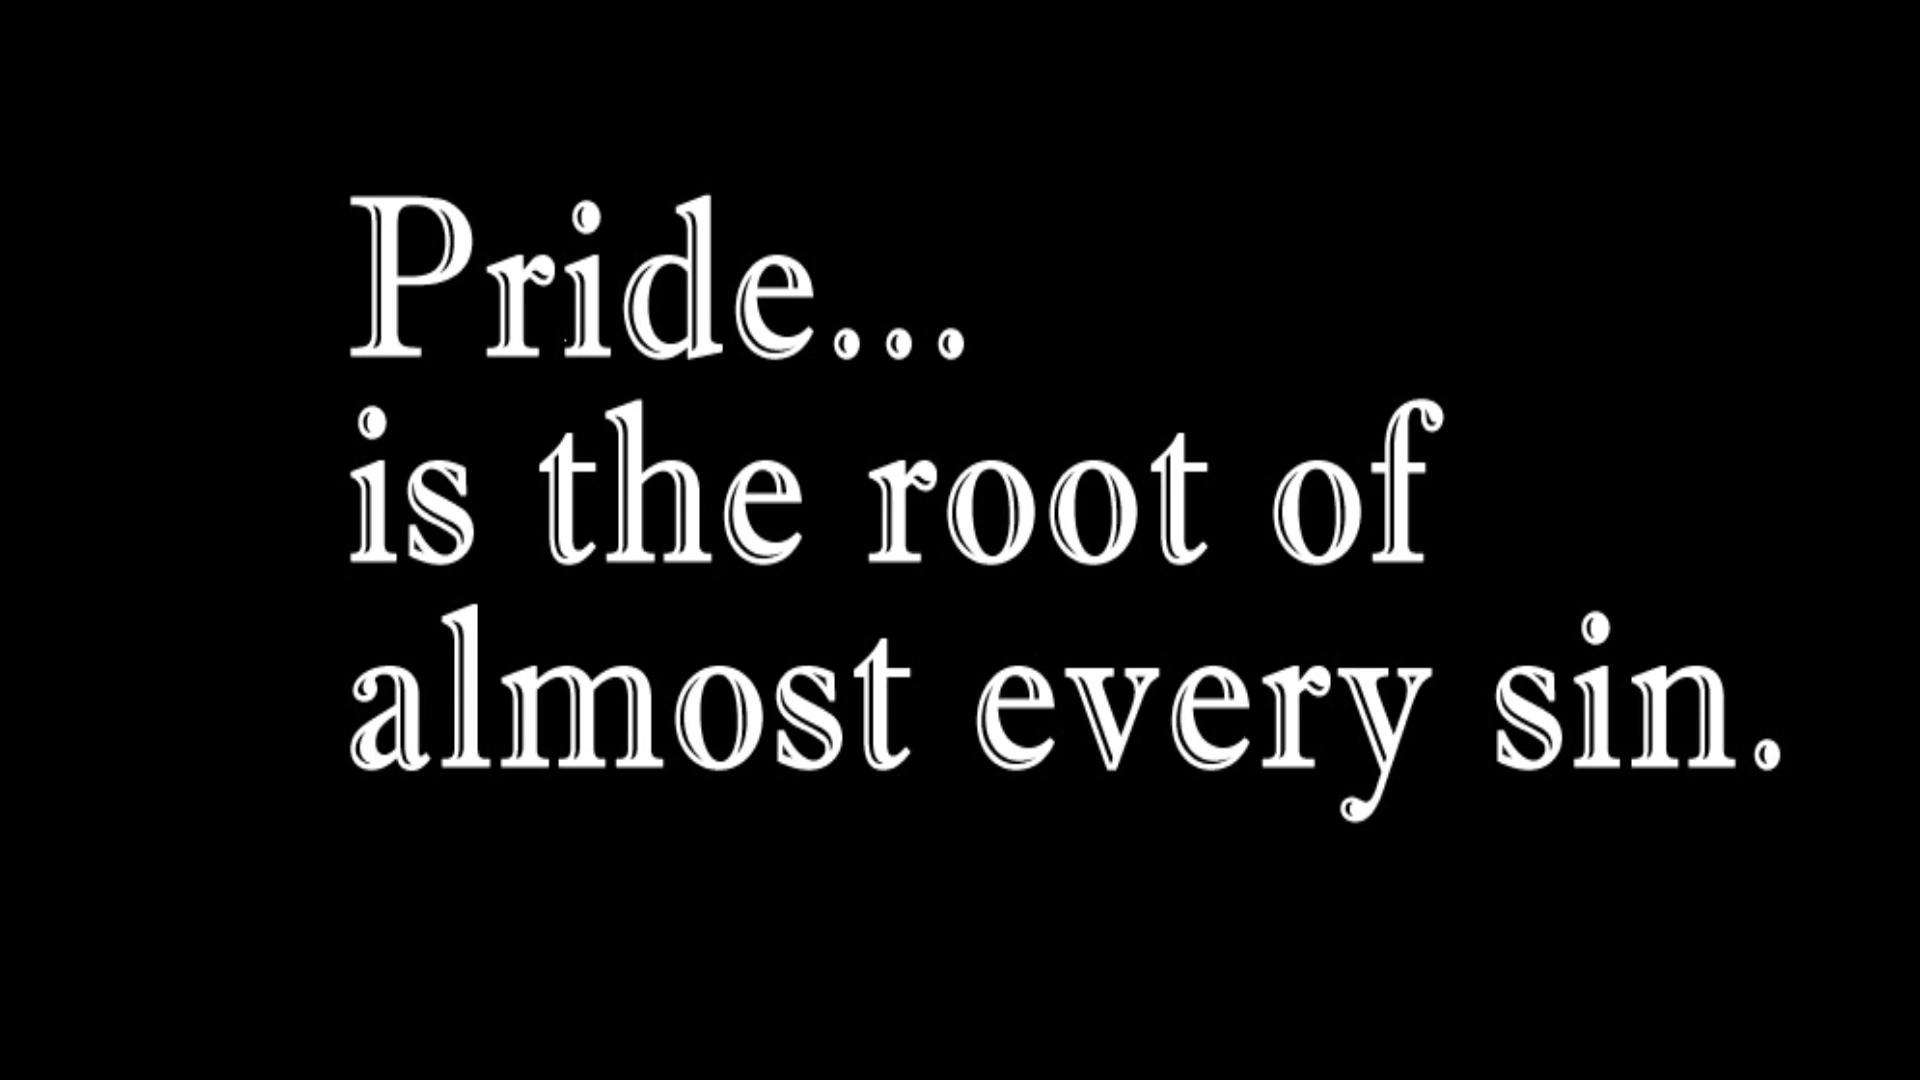 Pride...
is the root of
almost every sin.